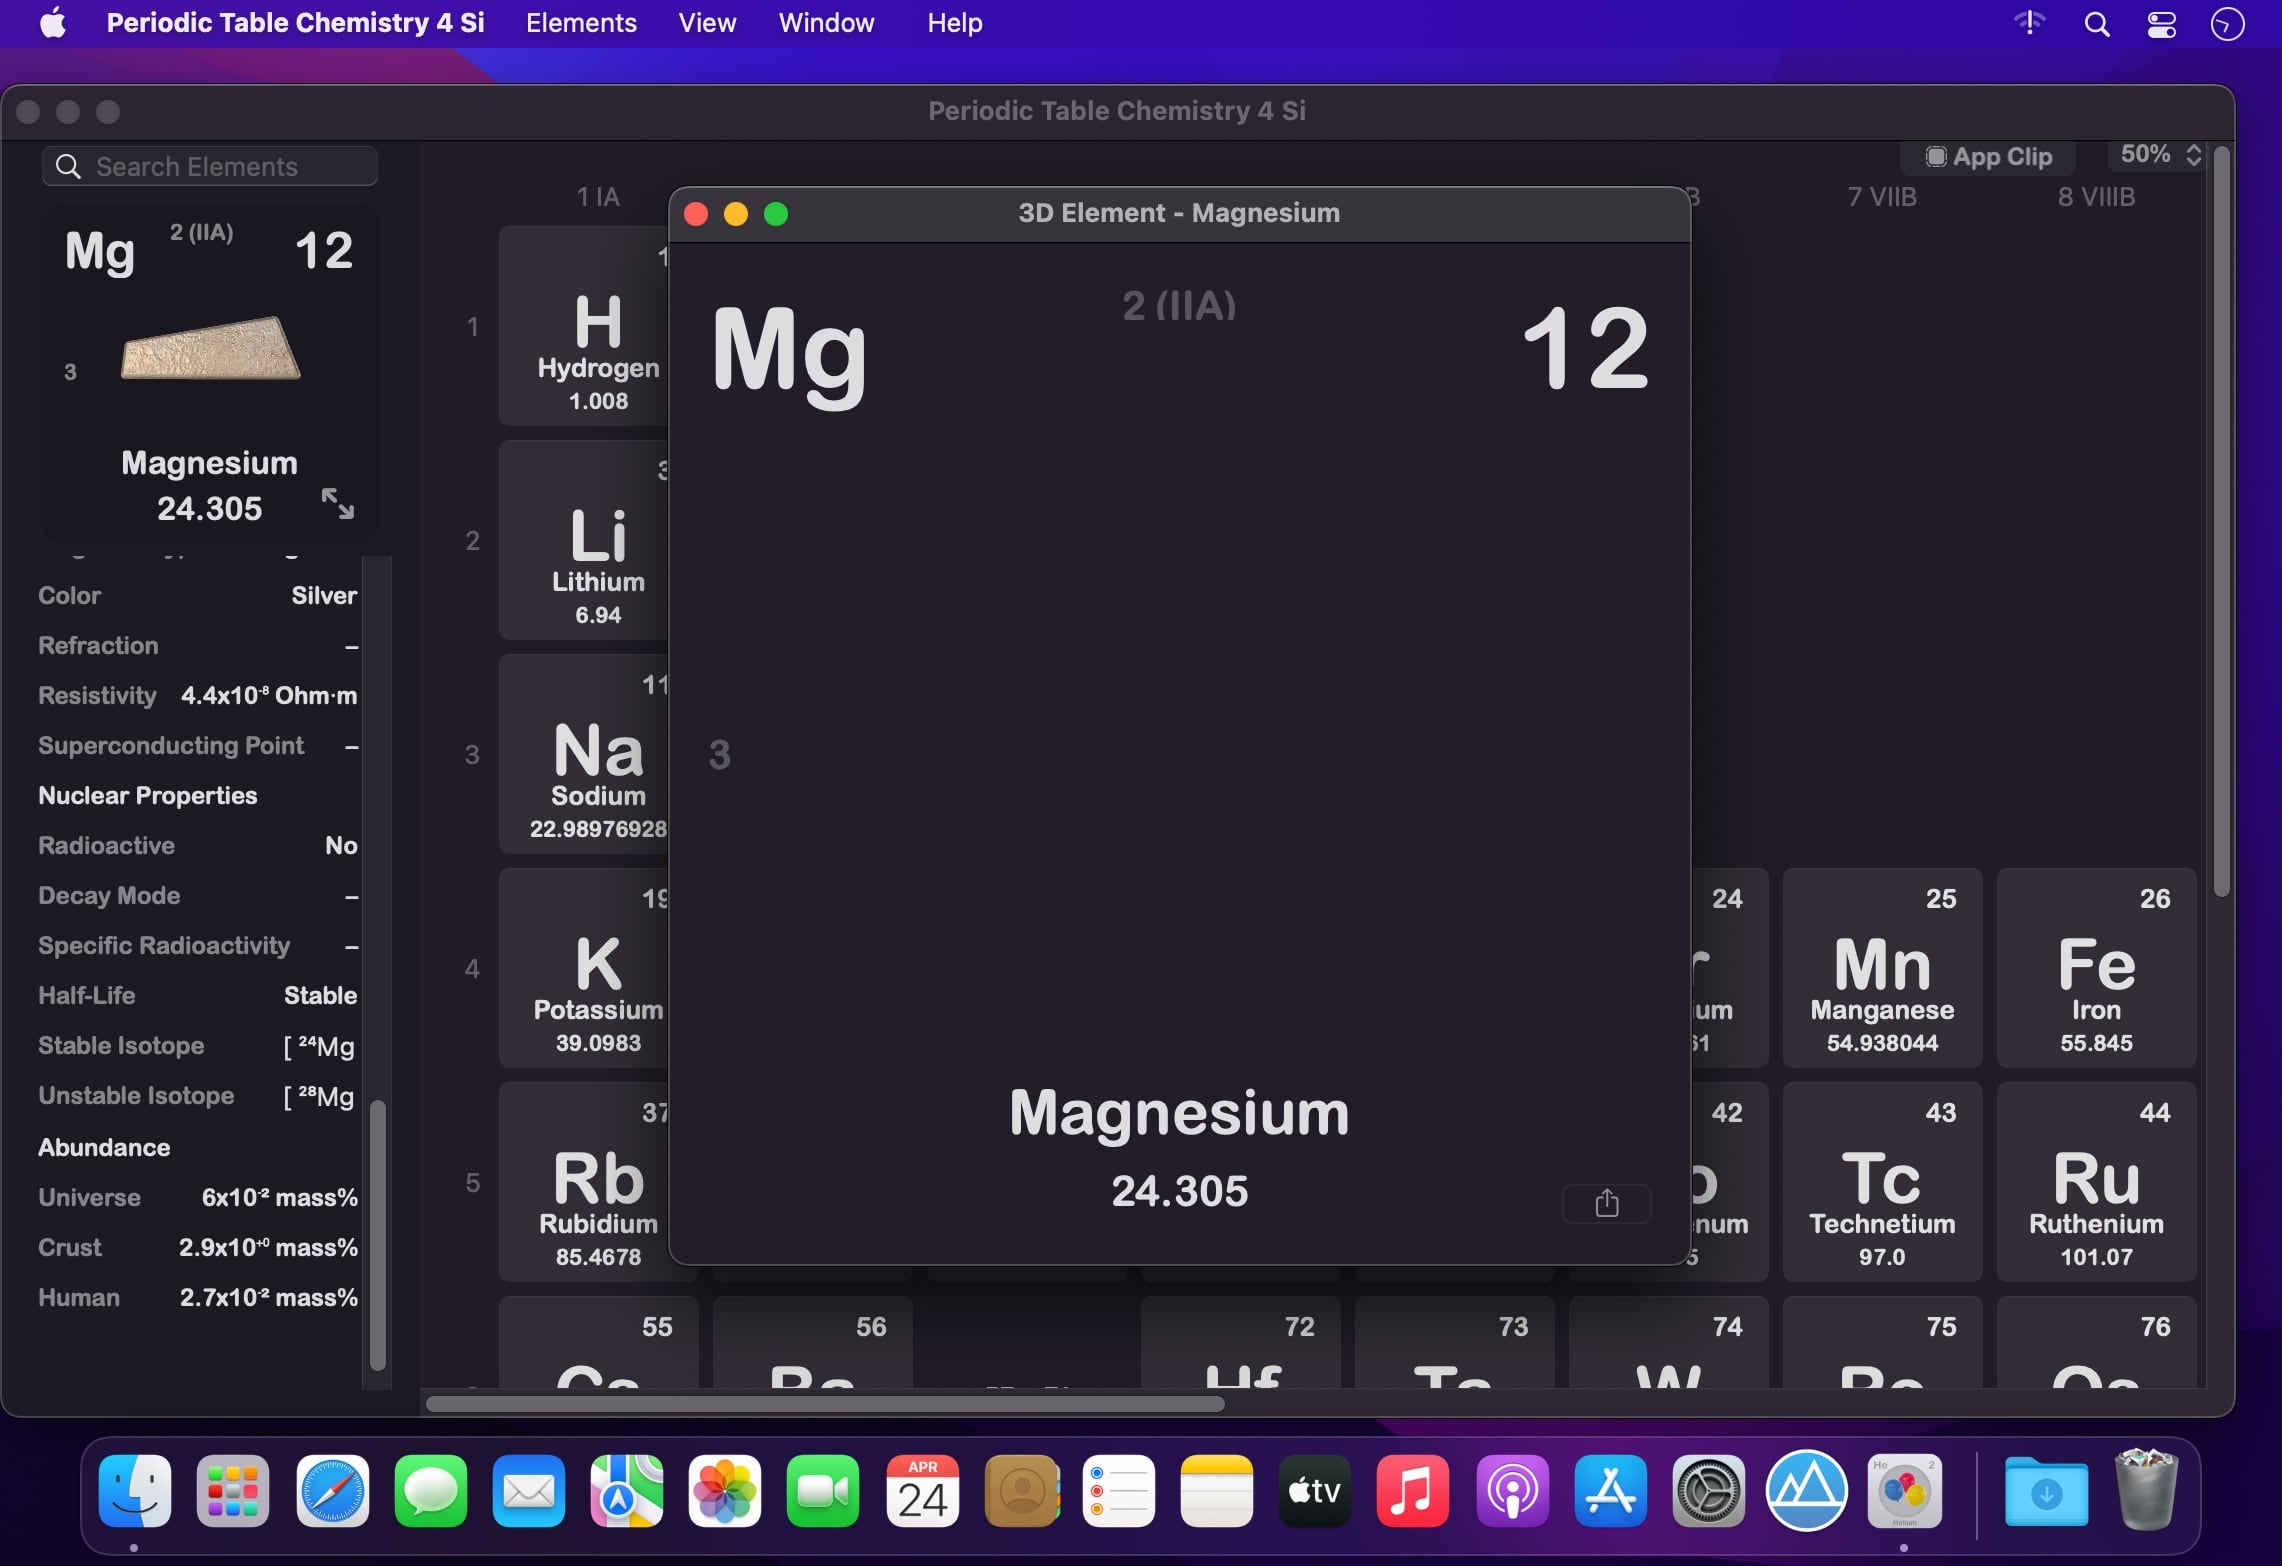 Periodic Table Chemistry 4 Si Elements View Window Help
Periodic Table Chemistry 4 Si
Search Elements
App Clip
50%
Mg
2 (IIA)
12
3
Magnesium
24.305
Color Silver
Refraction –
Resistivity 4.4x10⁻⁸ Ohm·m
Superconducting Point –
Nuclear Properties
Radioactive No
Decay Mode –
Specific Radioactivity –
Half-Life Stable
Stable Isotope [ ²⁴Mg
Unstable Isotope [ ²⁸Mg
Abundance
Universe 6x10⁻² mass%
Crust 2.9x10⁺⁰ mass%
Human 2.7x10⁻² mass%
1 IA
7 VIIB
8 VIIIB
1
H
Hydrogen
1.008
2
Li
Lithium
6.94
3
11
Na
Sodium
22.98976928
4
19
K
Potassium
39.0983
5
37
Rb
Rubidium
85.4678
3D Element - Magnesium
Mg
2 (IIA)
12
3
Magnesium
24.305
24
25
Mn
Manganese
54.938044
26
Fe
Iron
55.845
42
43
Tc
Technetium
97.0
44
Ru
Ruthenium
101.07
55
56
72
Hf
73
Ta
74
W
75
76
APR
24
tv
He 2
Helium